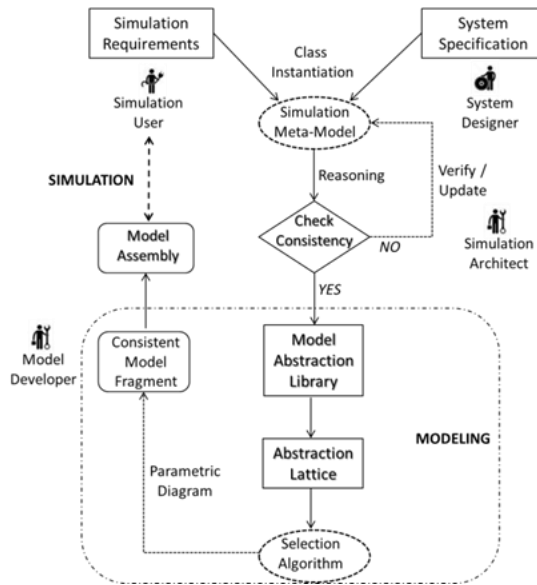 Simulation
Requirements
System
Specification
Class
Instantiation
Simulation
User
System
Designer
Simulation
Meta-Model
SIMULATION
Reasoning
Verify /
Update
Model
Assembly
Check
Consistency
NO
Simulation
Architect
YES
Model
Developer
Consistent
Model
Fragment
Model
Abstraction
Library
MODELING
Parametric
Diagram
Abstraction
Lattice
Selection
Algorithm